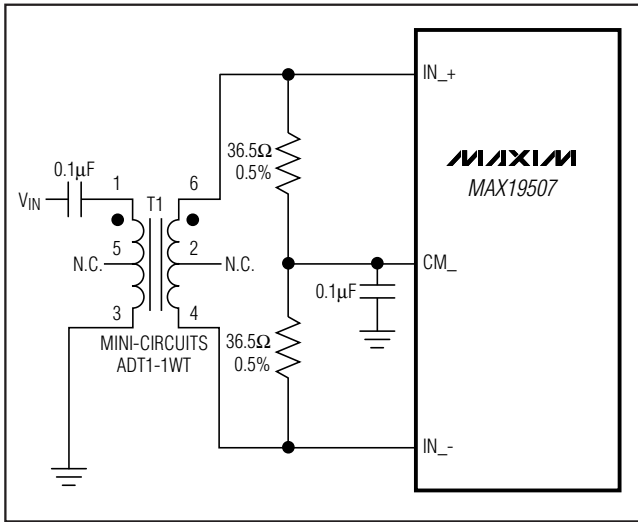 IN_+
36.5Ω
0.5%
MAXIM
MAX19507
0.1μF
VIN
1
T1
6
5
N.C.
2
N.C.
CM_
0.1μF
3
4
MINI-CIRCUITS
ADT1-1WT
36.5Ω
0.5%
IN_-